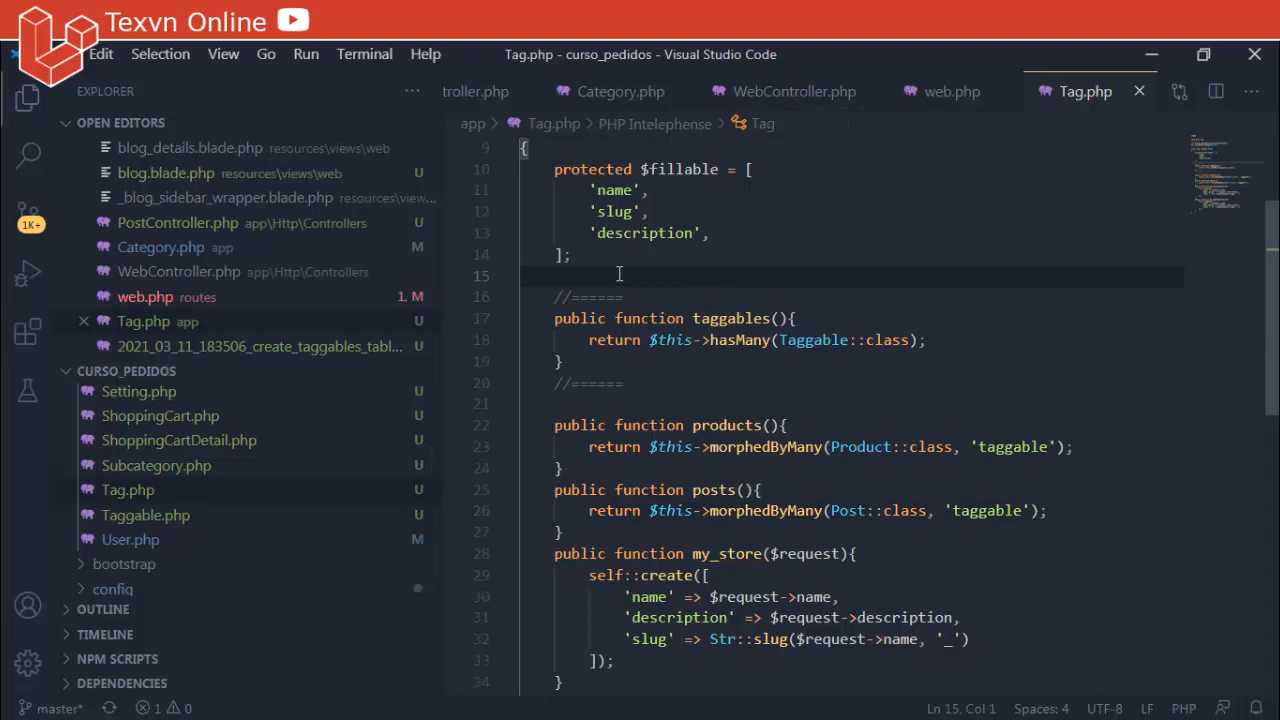 Texvn Online
Edit Selection View Go Run Terminal Help
Tag.php - curso_pedidos - Visual Studio Code
EXPLORER
troller.php Category.php WebController.php web.php Tag.php
app > Tag.php > PHP Intelephense > Tag
OPEN EDITORS
blog_details.blade.php resources\views\web
blog.blade.php resources\views\web U
_blog_sidebar_wrapper.blade.php resources\view...
PostController.php app\Http\Controllers U
Category.php app M
WebController.php app\Http\Controllers
web.php routes 1, M
Tag.php app U
2021_03_11_183506_create_taggables_tabl... U
CURSO_PEDIDOS
Setting.php U
ShoppingCart.php U
ShoppingCartDetail.php U
Subcategory.php U
Tag.php U
Taggable.php U
User.php M
bootstrap
config
OUTLINE
TIMELINE
NPM SCRIPTS
DEPENDENCIES
1K+
9 {
10 protected $fillable = [
11 'name',
12 'slug',
13 'description',
14 ];
15
16 //======
17 public function taggables(){
18 return $this->hasMany(Taggable::class);
19 }
20 //======
21
22 public function products(){
23 return $this->morphedByMany(Product::class, 'taggable');
24 }
25 public function posts(){
26 return $this->morphedByMany(Post::class, 'taggable');
27 }
28 public function my_store($request){
29 self::create([
30 'name' => $request->name,
31 'description' => $request->description,
32 'slug' => Str::slug($request->name, '_')
33 ]);
34 }
master* 1 0 Ln 15, Col 1 Spaces: 4 UTF-8 LF PHP